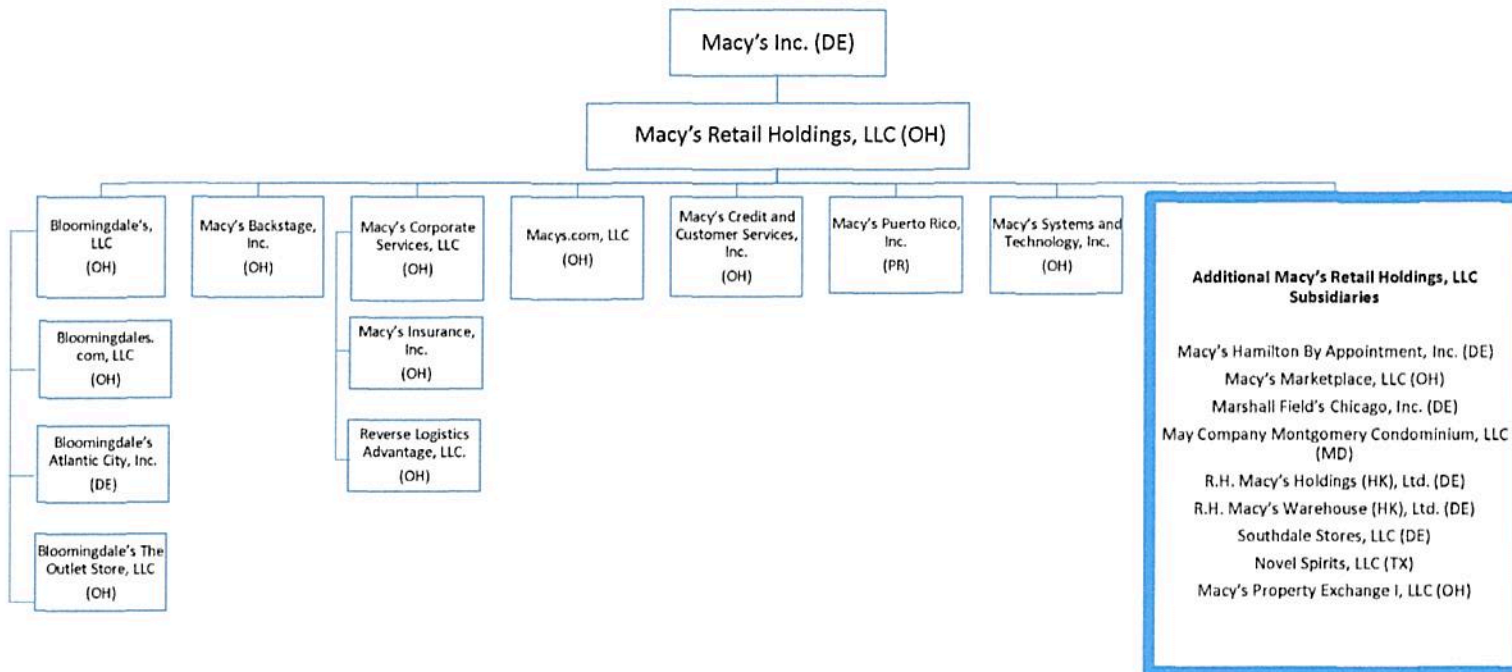 Macy's Inc. (DE)
Macy's Retail Holdings, LLC (OH)
Bloomingdale's,
LLC
(OH)
Macy's Backstage,
Inc.
(OH)
Macy's Corporate
Services, LLC
(OH)
Macys.com, LLC
(OH)
Macy's Credit and
Customer Services,
Inc.
(OH)
Macy's Puerto Rico,
Inc.
(PR)
Macy's Systems and
Technology, Inc.
(OH)
Bloomingdales.
com, LLC
(OH)
Bloomingdale's
Atlantic City, Inc.
(DE)
Bloomingdale's The
Outlet Store, LLC
(OH)
Macy's Insurance,
Inc.
(OH)
Reverse Logistics
Advantage, LLC.
(OH)
Additional Macy's Retail Holdings, LLC
Subsidiaries
Macy's Hamilton By Appointment, Inc. (DE)
Macy's Marketplace, LLC (OH)
Marshall Field's Chicago, Inc. (DE)
May Company Montgomery Condominium, LLC
(MD)
R.H. Macy's Holdings (HK), Ltd. (DE)
R.H. Macy's Warehouse (HK), Ltd. (DE)
Southdale Stores, LLC (DE)
Novel Spirits, LLC (TX)
Macy's Property Exchange I, LLC (OH)